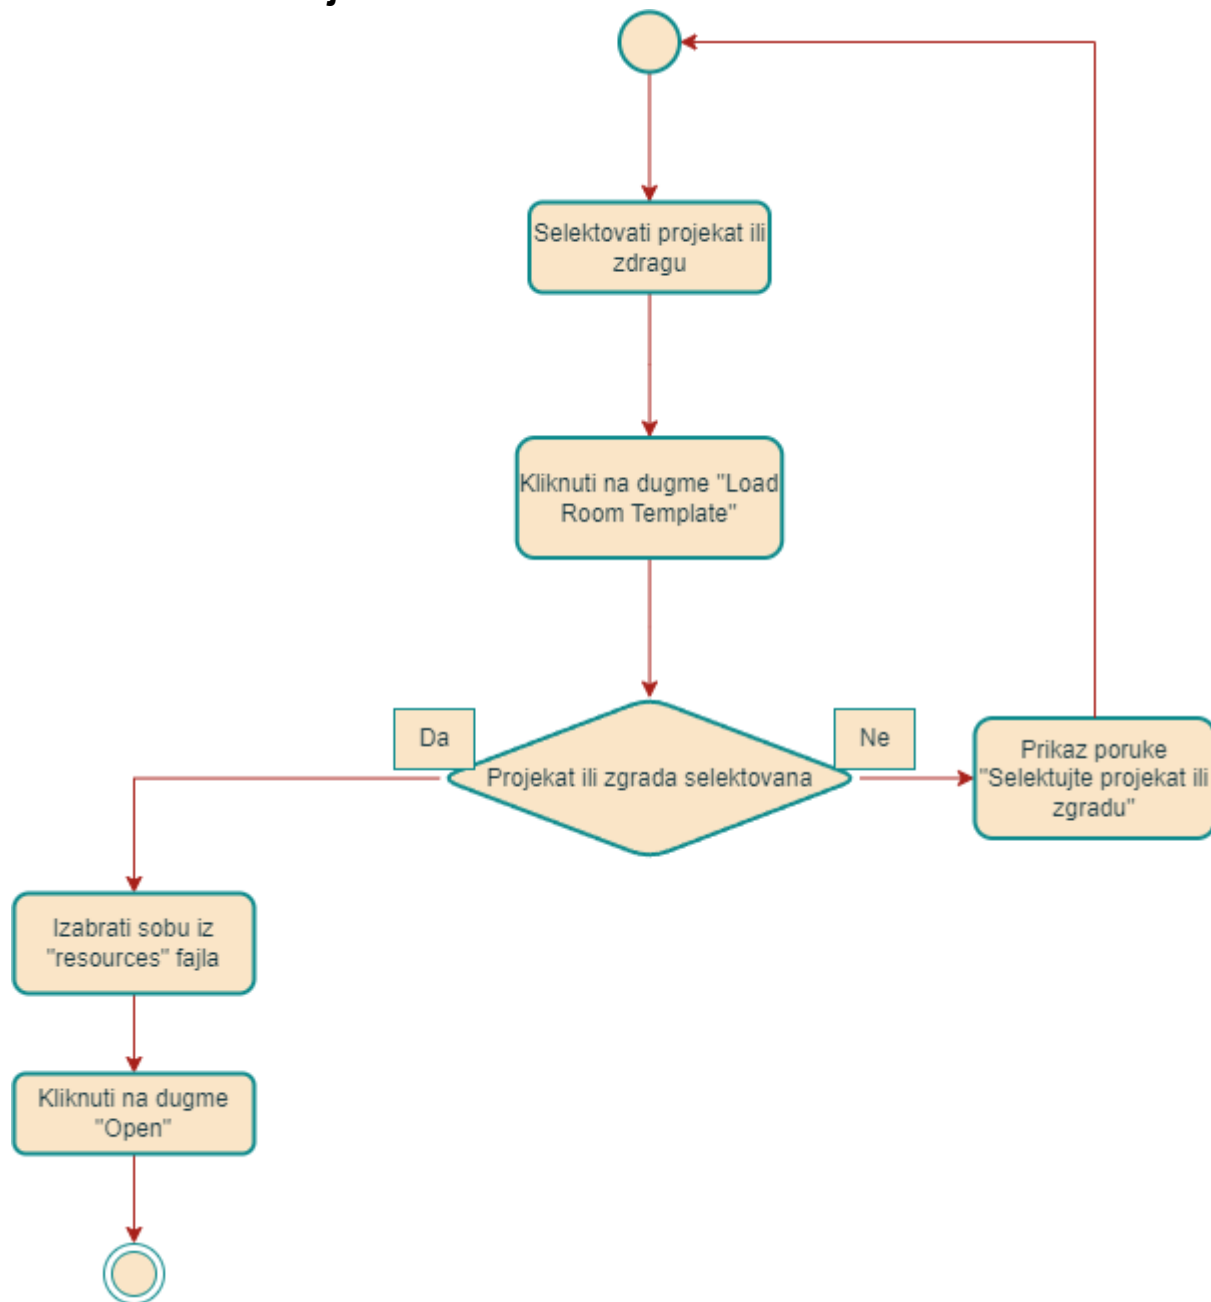 Selektovati projekat ili
zdragu
Kliknuti na dugme "Load
Room Template"
Da
Ne
Projekat ili zgrada selektovana
Prikaz poruke
"Selektujte projekat ili
zgradu"
Izabrati sobu iz
"resources" fajla
Kliknuti na dugme
"Open"